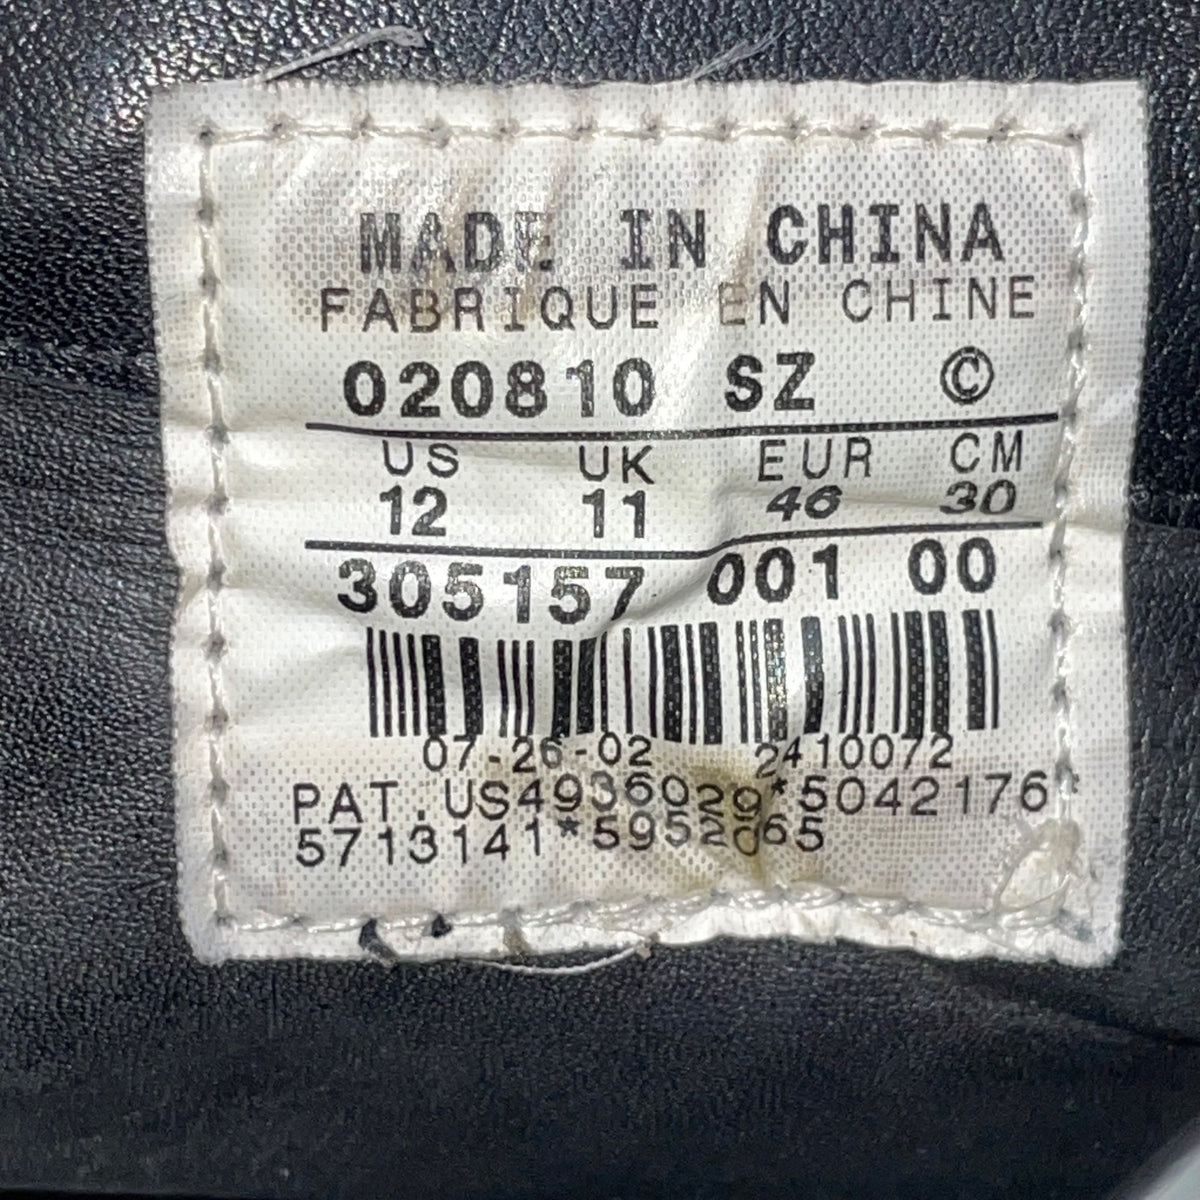 MADE IN CHINA
FABRIQUE EN CHINE
020810 SZ ©
US UK EUR CM
12 11 46 30
305157 001 00
07-26-02 2410072
PAT.US4936029*5042176*
5713141*5952065